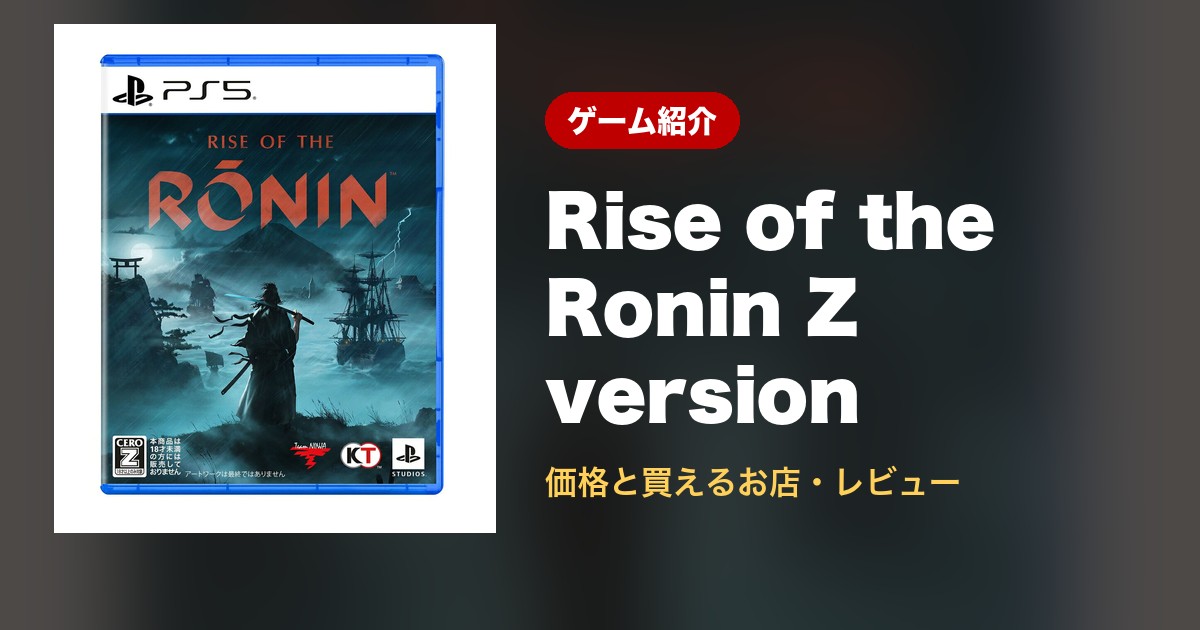 PS5
RISE OF THE
RŌNIN™
CERO
Z
本商品は
18才未満
の方には
販売して
おりません
アートワークは最終ではありません
Team NINJA
KT
STUDIOS
ゲーム紹介
Rise of the
Ronin Z
version
価格と買えるお店・レビュー